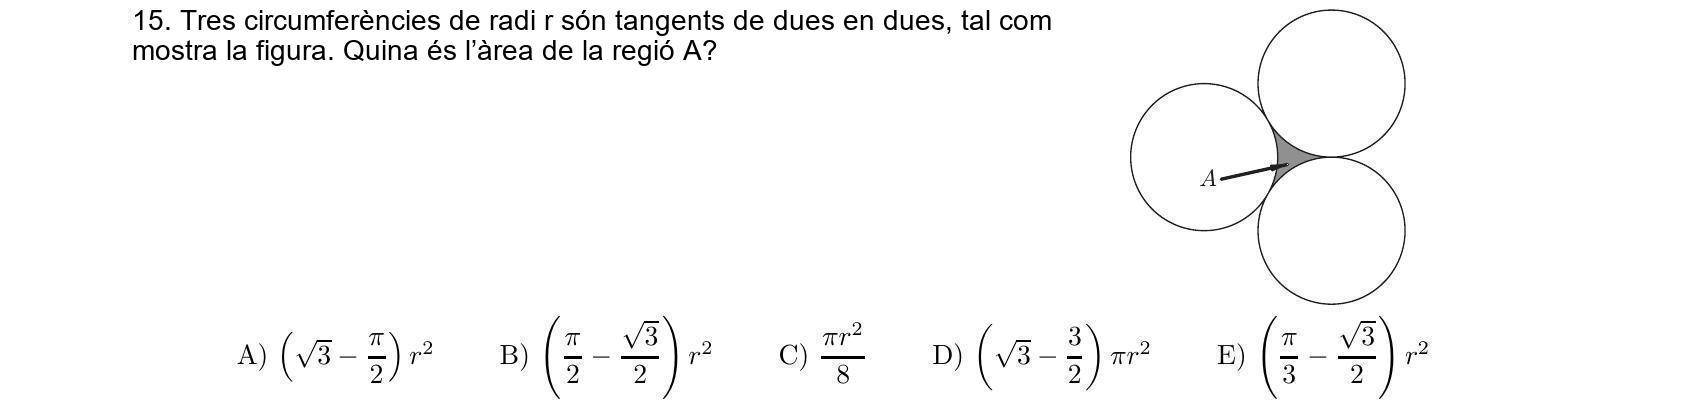 15. Tres circumferències de radi r són tangents de dues en dues, tal com
mostra la figura. Quina és l’àrea de la regió A?
A
A) (√3 − π/2) r² B) (π/2 − √3/2) r² C) πr²/8 D) (√3 − 3/2) πr² E) (π/3 − √3/2) r²